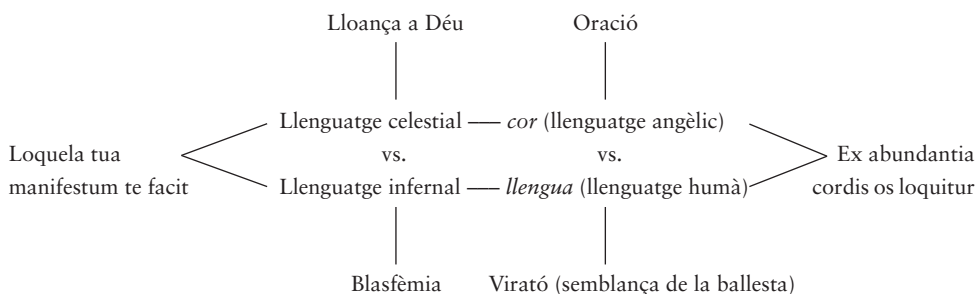 Lloança a Déu Oració
Llenguatge celestial — cor (llenguatge angèlic)
Loquela tua vs. vs. Ex abundantia
manifestum te facit Llenguatge infernal — llengua (llenguatge humà) cordis os loquitur
Blasfèmia Virató (semblança de la ballesta)